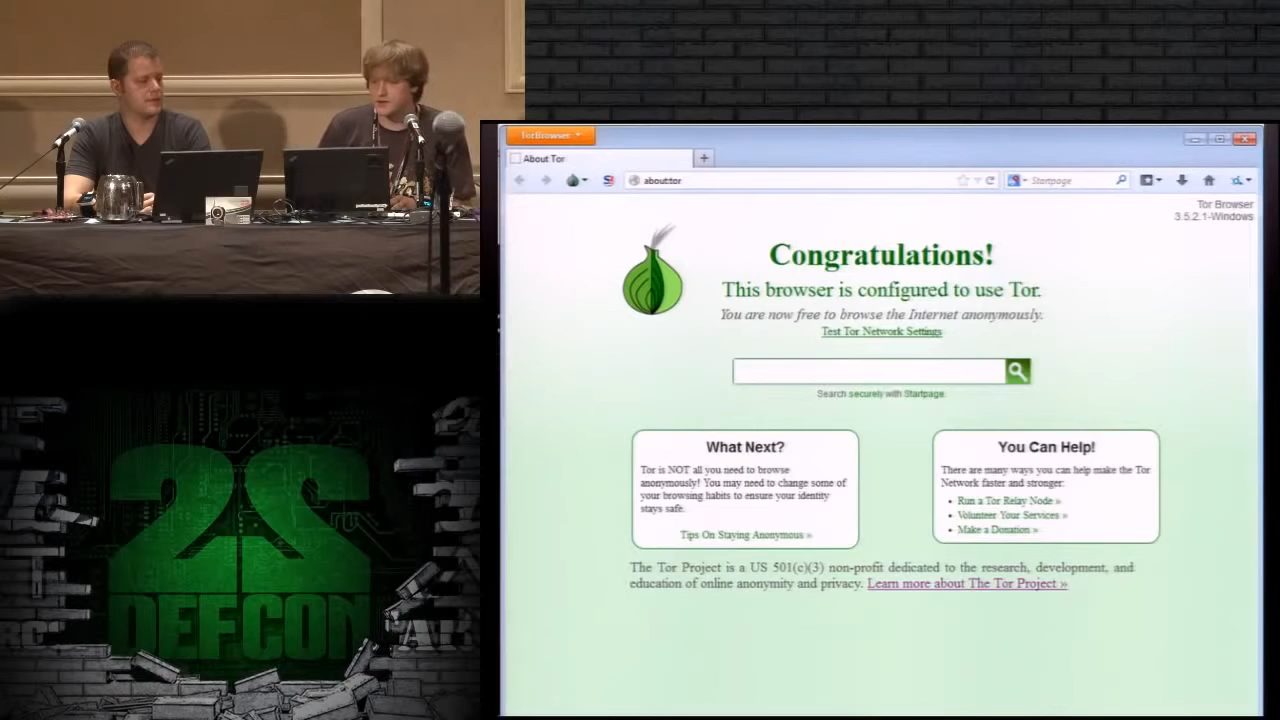 TorBrowser
About Tor
about:tor
Startpage
Tor Browser
3.5.2.1-Windows
Congratulations!
This browser is configured to use Tor.
You are now free to browse the Internet anonymously.
Test Tor Network Settings
Search securely with Startpage.
What Next?
Tor is NOT all you need to browse
anonymously! You may need to change some of
your browsing habits to ensure your identity
stays safe.
Tips On Staying Anonymous »
You Can Help!
There are many ways you can help make the Tor
Network faster and stronger:
• Run a Tor Relay Node »
• Volunteer Your Services »
• Make a Donation »
The Tor Project is a US 501(c)(3) non-profit dedicated to the research, development, and
education of online anonymity and privacy. Learn more about The Tor Project »
22
DEFCON